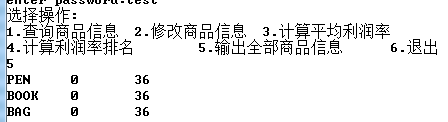 enter password:test
选择操作:
1.查询商品信息 2.修改商品信息 3.计算平均利润率
4.计算利润率排名 5.输出全部商品信息 6.退出
5
PEN 0 36
BOOK 0 36
BAG 0 36